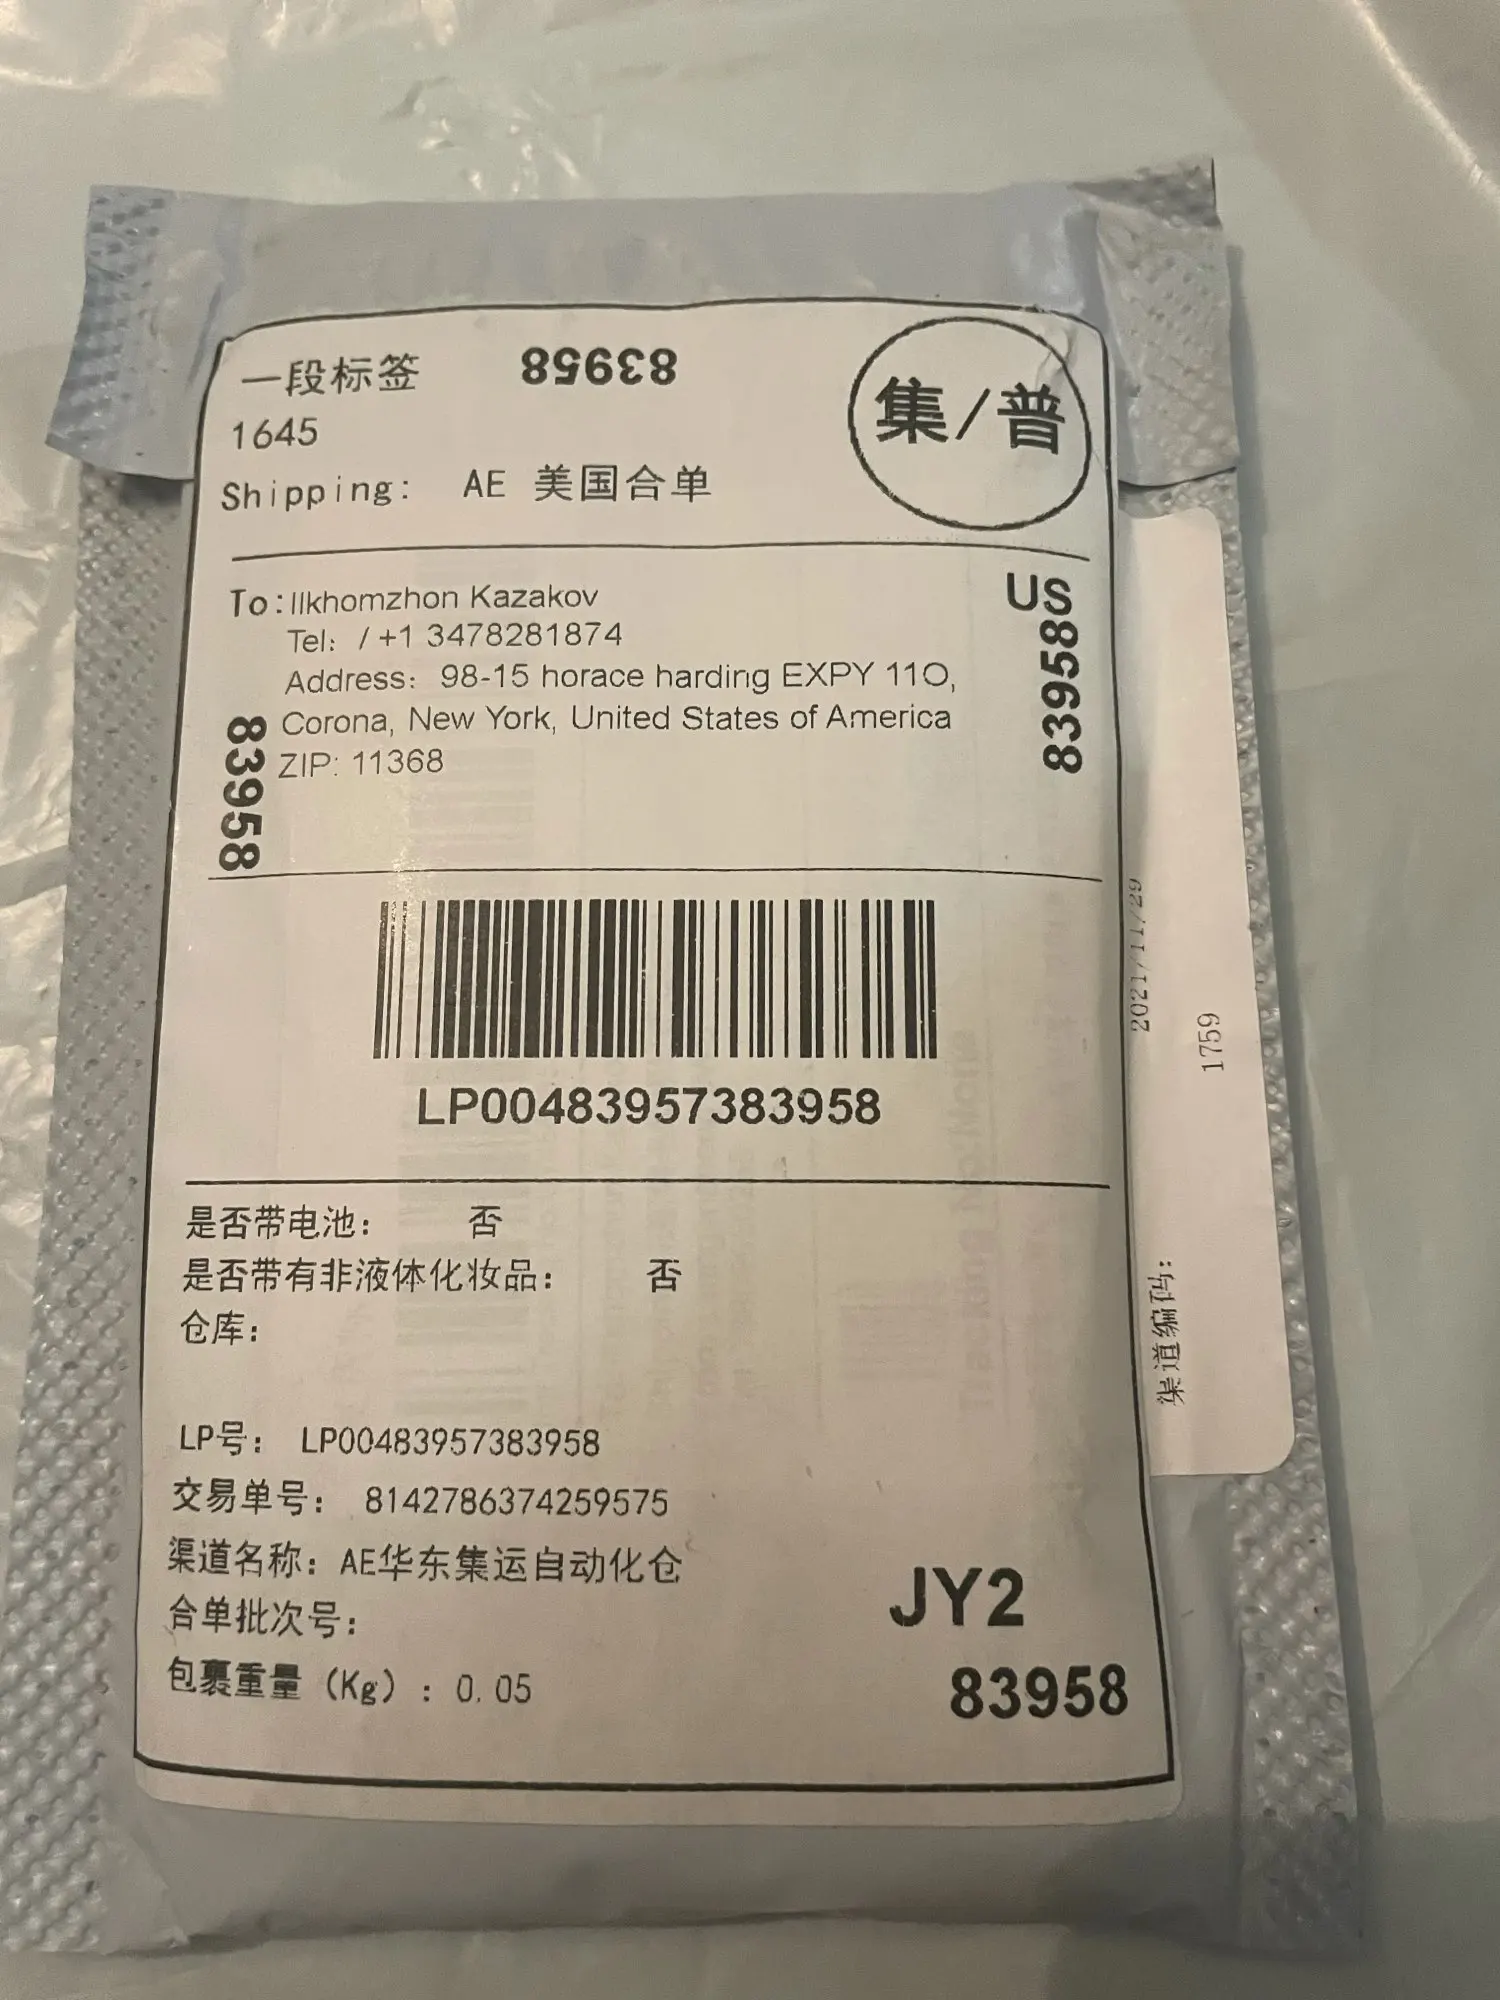 一段标签
83958
集/普
1645
Shipping: AE 美国合单
To: Ilkhomzhon Kazakov
US
Tel: / +1 3478281874
Address: 98-15 horace harding EXPY 11O,
Corona, New York, United States of America
ZIP: 11368
83958
83958
LP00483957383958
是否带电池: 否
是否带有非液体化妆品: 否
仓库:
LP号: LP00483957383958
交易单号: 8142786374259575
渠道名称: AE华东集运自动化仓
合单批次号:
JY2
包裹重量 (Kg) : 0.05
83958
2021/11/29
1759
渠道编码: